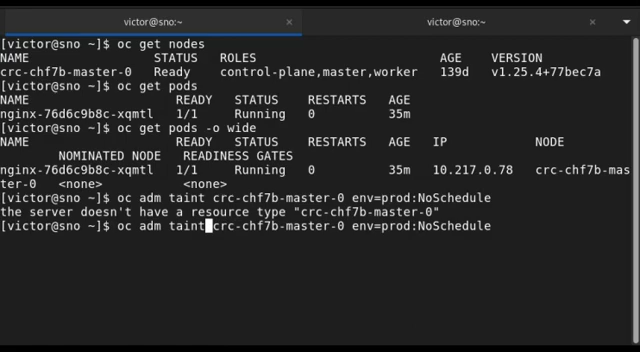 victor@sno:~ × victor@sno:~ ×
[victor@sno ~]$ oc get nodes
NAME STATUS ROLES AGE VERSION
crc-chf7b-master-0 Ready control-plane,master,worker 139d v1.25.4+77bec7a
[victor@sno ~]$ oc get pods
NAME READY STATUS RESTARTS AGE
nginx-76d6c9b8c-xqmtl 1/1 Running 0 35m
[victor@sno ~]$ oc get pods -o wide
NAME READY STATUS RESTARTS AGE IP NODE
NOMINATED NODE READINESS GATES
nginx-76d6c9b8c-xqmtl 1/1 Running 0 35m 10.217.0.78 crc-chf7b-mas
ter-0 <none> <none>
[victor@sno ~]$ oc adm taint crc-chf7b-master-0 env=prod:NoSchedule
the server doesn't have a resource type "crc-chf7b-master-0"
[victor@sno ~]$ oc adm taint crc-chf7b-master-0 env=prod:NoSchedule